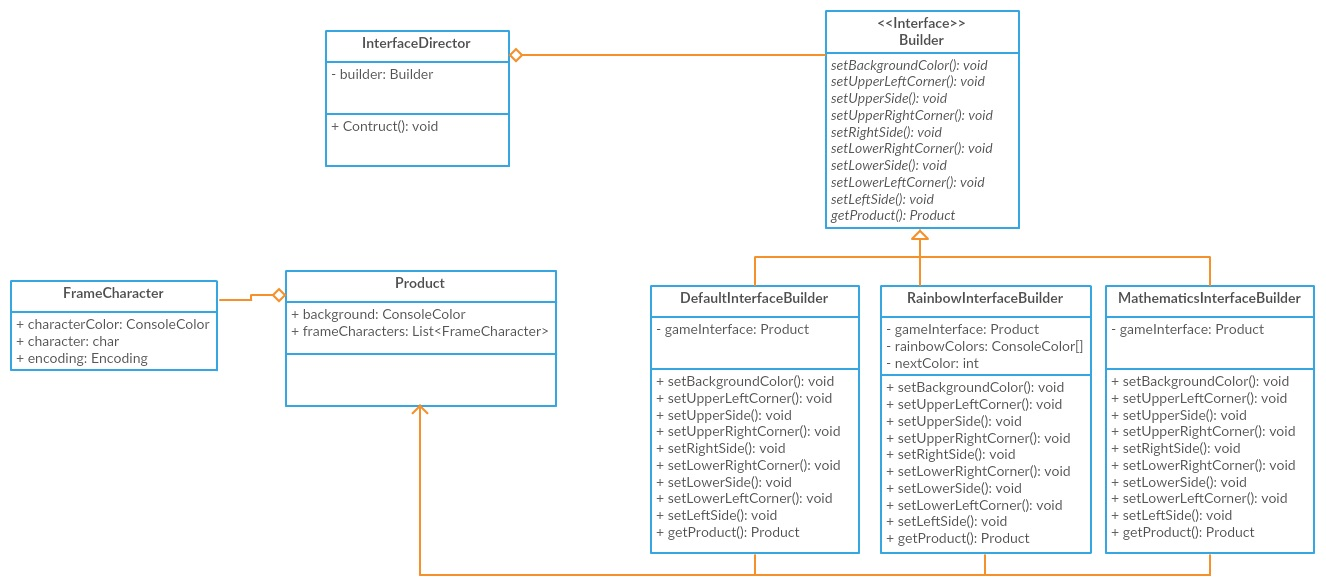 InterfaceDirector
- builder: Builder
+ Contruct(): void
<<Interface>>
Builder
setBackgroundColor(): void
setUpperLeftCorner(): void
setUpperSide(): void
setUpperRightCorner(): void
setRightSide(): void
setLowerRightCorner(): void
setLowerSide(): void
setLowerLeftCorner(): void
setLeftSide(): void
getProduct(): Product
FrameCharacter
+ characterColor: ConsoleColor
+ character: char
+ encoding: Encoding
Product
+ background: ConsoleColor
+ frameCharacters: List<FrameCharacter>
DefaultInterfaceBuilder
- gameInterface: Product
+ setBackgroundColor(): void
+ setUpperLeftCorner(): void
+ setUpperSide(): void
+ setUpperRightCorner(): void
+ setRightSide(): void
+ setLowerRightCorner(): void
+ setLowerSide(): void
+ setLowerLeftCorner(): void
+ setLeftSide(): void
+ getProduct(): Product
RainbowInterfaceBuilder
- gameInterface: Product
- rainbowColors: ConsoleColor[]
- nextColor: int
+ setBackgroundColor(): void
+ setUpperLeftCorner(): void
+ setUpperSide(): void
+ setUpperRightCorner(): void
+ setRightSide(): void
+ setLowerRightCorner(): void
+ setLowerSide(): void
+ setLowerLeftCorner(): void
+ setLeftSide(): void
+ getProduct(): Product
MathematicsInterfaceBuilder
- gameInterface: Product
+ setBackgroundColor(): void
+ setUpperLeftCorner(): void
+ setUpperSide(): void
+ setUpperRightCorner(): void
+ setRightSide(): void
+ setLowerRightCorner(): void
+ setLowerSide(): void
+ setLowerLeftCorner(): void
+ setLeftSide(): void
+ getProduct(): Product